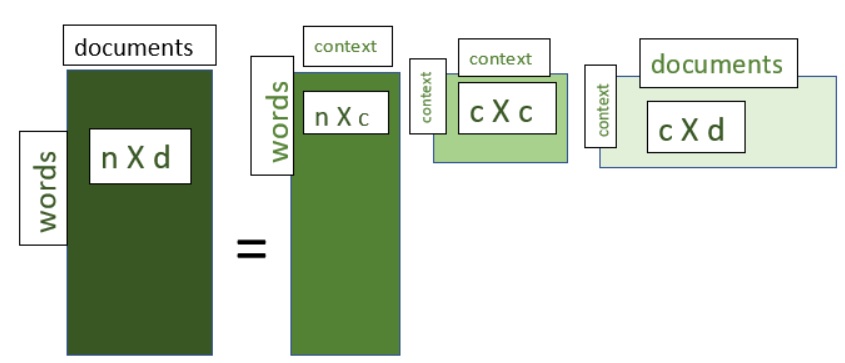 documents
words
n X d
=
context
words
n X c
context
context
c X c
documents
context
c X d